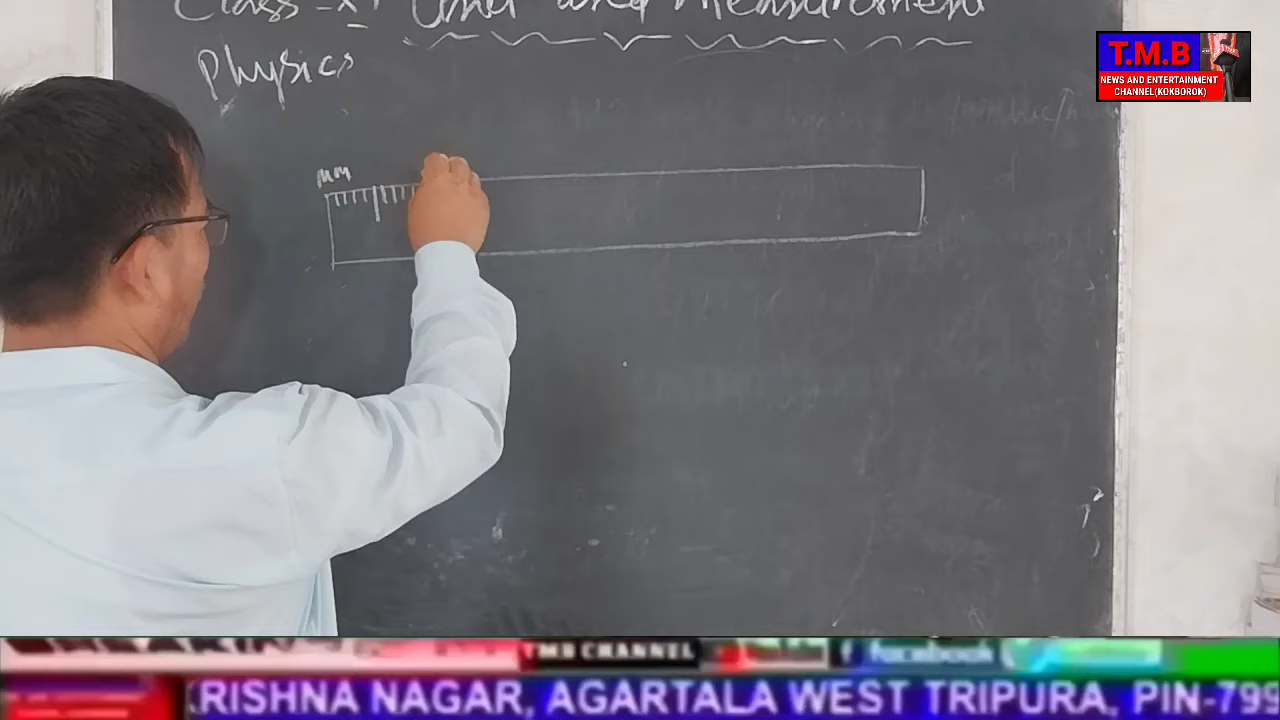 Class - XI Unit and Measurement
Physics
mm
T.M.B
NEWS AND ENTERTAINMENT
CHANNEL(KOKBOROK)
TMB CHANNEL
facebook
KRISHNA NAGAR, AGARTALA WEST TRIPURA, PIN-799